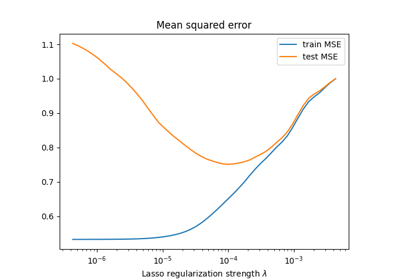 Mean squared error
train MSE
test MSE
1.1
1.0
0.9
0.8
0.7
0.6
10⁻⁶
10⁻⁵
10⁻⁴
10⁻³
Lasso regularization strength λ